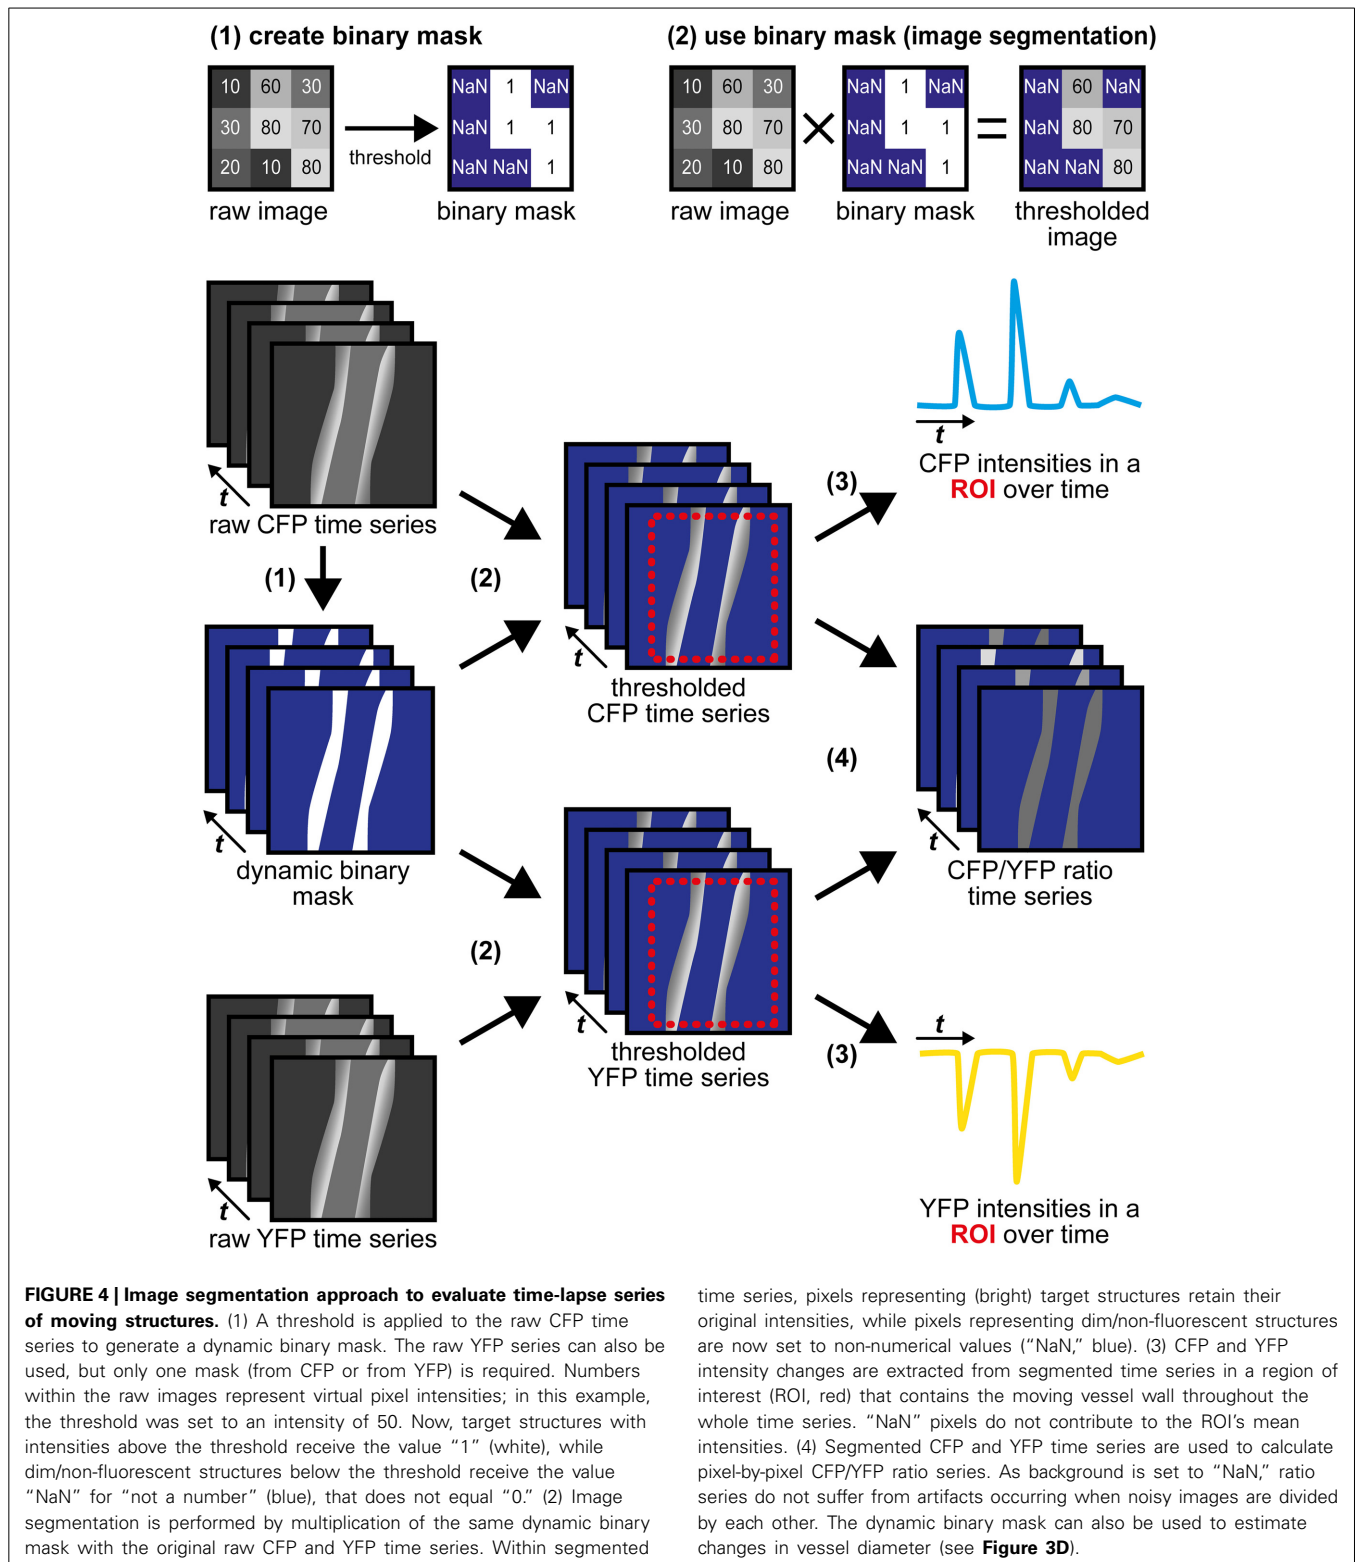 (1) create binary mask
(2) use binary mask (image segmentation)
10 60 30
30 80 70
20 10 80
threshold
NaN 1 NaN
NaN 1 1
NaN NaN 1
10 60 30
30 80 70
20 10 80
×
NaN 1 NaN
NaN 1 1
NaN NaN 1
=
NaN 60 NaN
NaN 80 70
NaN NaN 80
raw image
binary mask
raw image
binary mask
thresholded
image
t
raw CFP time series
(1)
(2)
t
thresholded
CFP time series
(3)
t
CFP intensities in a
ROI over time
t
dynamic binary
mask
(4)
t
CFP/YFP ratio
time series
(2)
t
thresholded
YFP time series
(3)
t
YFP intensities in a
ROI over time
t
raw YFP time series
FIGURE 4 | Image segmentation approach to evaluate time-lapse series
of moving structures. (1) A threshold is applied to the raw CFP time
series to generate a dynamic binary mask. The raw YFP series can also be
used, but only one mask (from CFP or from YFP) is required. Numbers
within the raw images represent virtual pixel intensities; in this example,
the threshold was set to an intensity of 50. Now, target structures with
intensities above the threshold receive the value “1” (white), while
dim/non-fluorescent structures below the threshold receive the value
“NaN” for “not a number” (blue), that does not equal “0.” (2) Image
segmentation is performed by multiplication of the same dynamic binary
mask with the original raw CFP and YFP time series. Within segmented
time series, pixels representing (bright) target structures retain their
original intensities, while pixels representing dim/non-fluorescent structures
are now set to non-numerical values (“NaN,” blue). (3) CFP and YFP
intensity changes are extracted from segmented time series in a region of
interest (ROI, red) that contains the moving vessel wall throughout the
whole time series. “NaN” pixels do not contribute to the ROI’s mean
intensities. (4) Segmented CFP and YFP time series are used to calculate
pixel-by-pixel CFP/YFP ratio series. As background is set to “NaN,” ratio
series do not suffer from artifacts occurring when noisy images are divided
by each other. The dynamic binary mask can also be used to estimate
changes in vessel diameter (see Figure 3D).